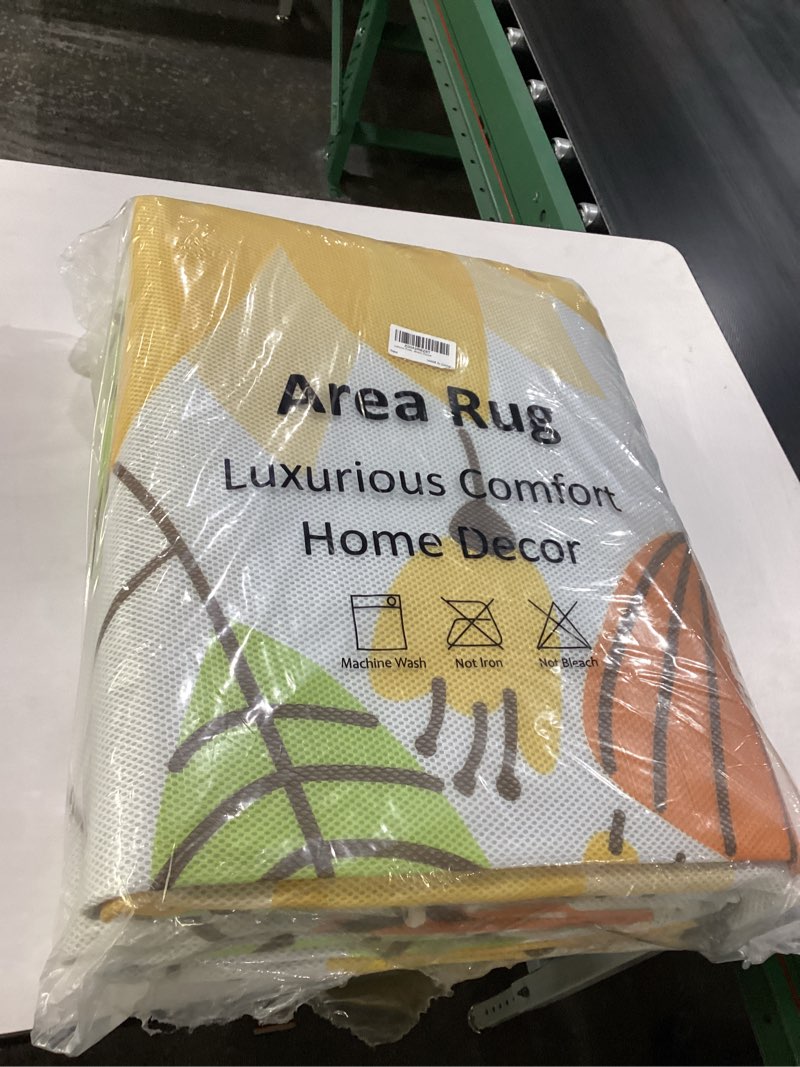 Area Rug
Luxurious Comfort
Home Decor
Machine Wash
Not Iron
Not Bleach